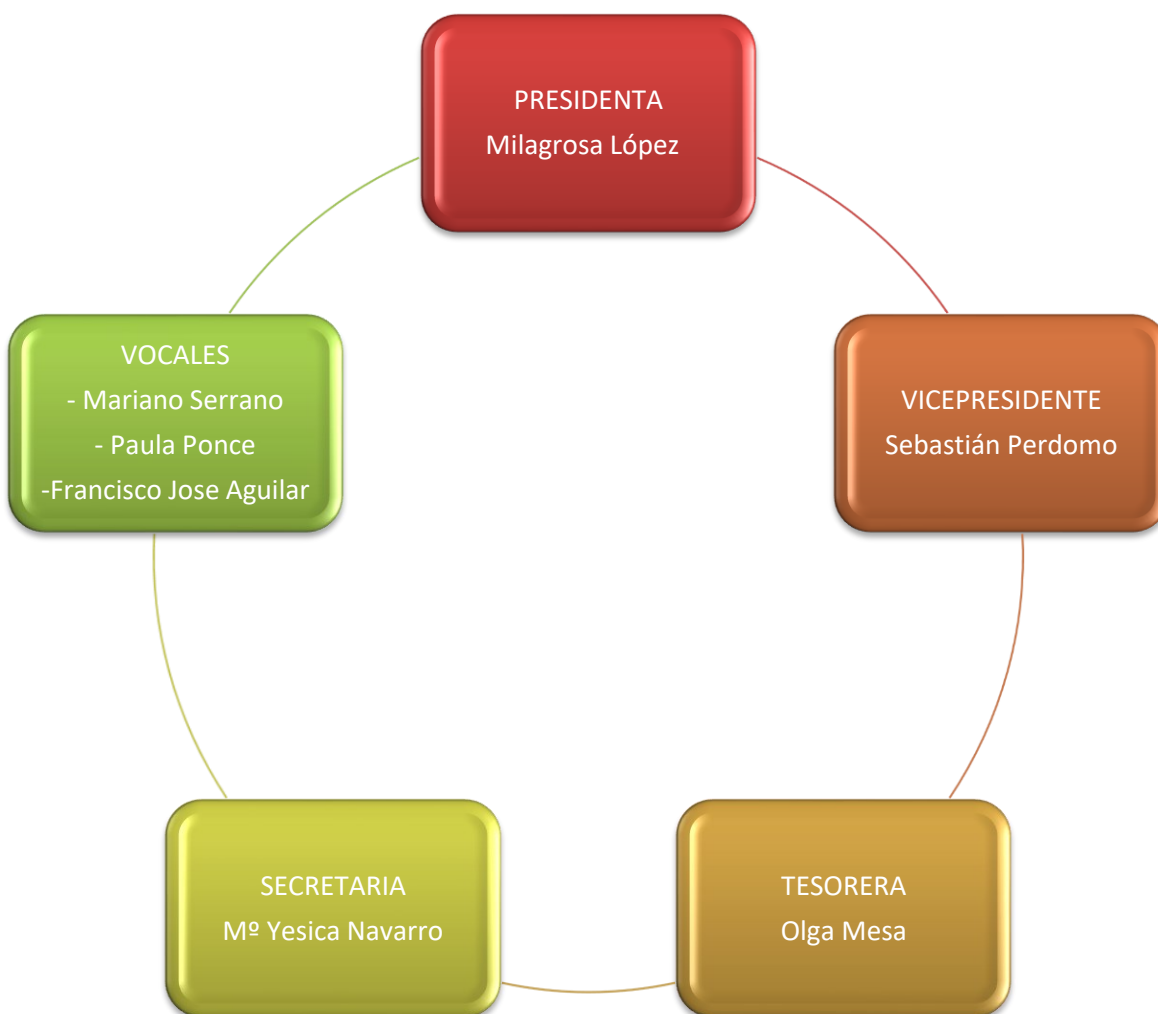 PRESIDENTA
Milagrosa López
VICEPRESIDENTE
Sebastián Perdomo
TESORERA
Olga Mesa
SECRETARIA
Mº Yesica Navarro
VOCALES
- Mariano Serrano
- Paula Ponce
-Francisco Jose Aguilar